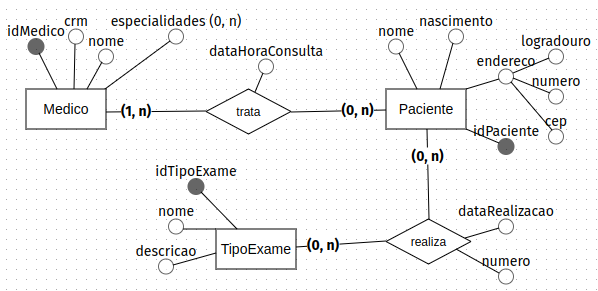 idMedico
crm
nome
especialidades (0, n)
dataHoraConsulta
nome
nascimento
logradouro
endereco
numero
cep
idPaciente
Medico
(1, n)
trata
(0, n)
Paciente
(0, n)
idTipoExame
nome
descricao
TipoExame
(0, n)
realiza
dataRealizacao
numero